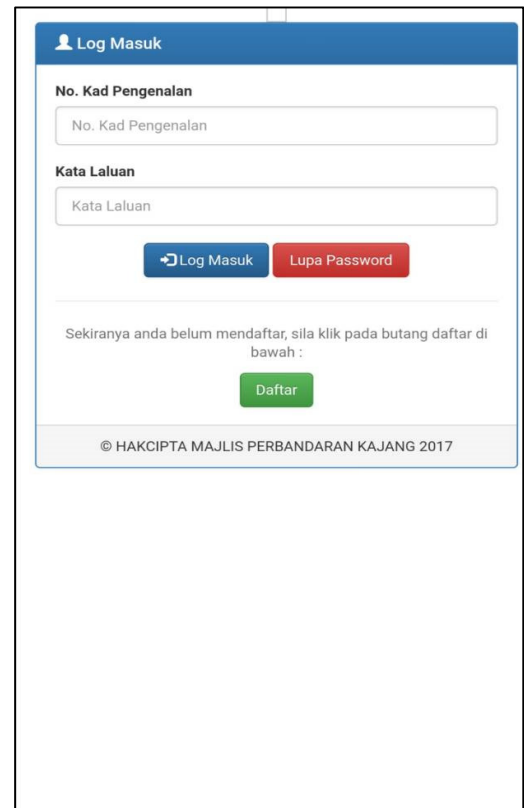 Log Masuk
No. Kad Pengenalan
No. Kad Pengenalan
Kata Laluan
Kata Laluan
Log Masuk Lupa Password
Sekiranya anda belum mendaftar, sila klik pada butang daftar di
bawah :
Daftar
© HAKCIPTA MAJLIS PERBANDARAN KAJANG 2017